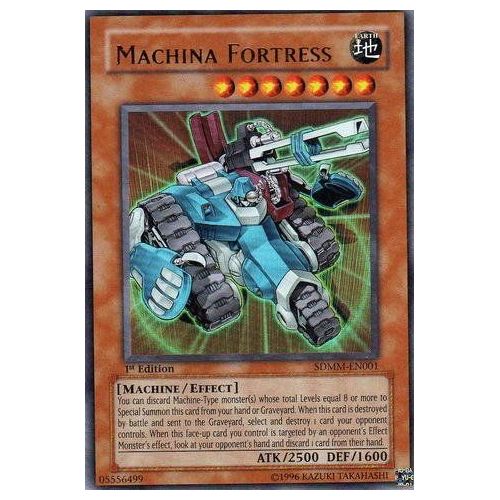 MACHINA FORTRESS
EARTH
地
SDMM-EN001
1st Edition
[MACHINE / EFFECT]
You can discard Machine-Type monster(s) whose total Levels equal 8 or more to
Special Summon this card from your hand or Graveyard. When this card is destroyed
by battle and sent to the Graveyard, select and destroy 1 card your opponent
controls. When this face-up card you control is targeted by an opponent's Effect
Monster's effect, look at your opponent's hand and discard 1 card from their hand.
ATK/2500 DEF/1600
05556499
©1996 KAZUKI TAKAHASHI